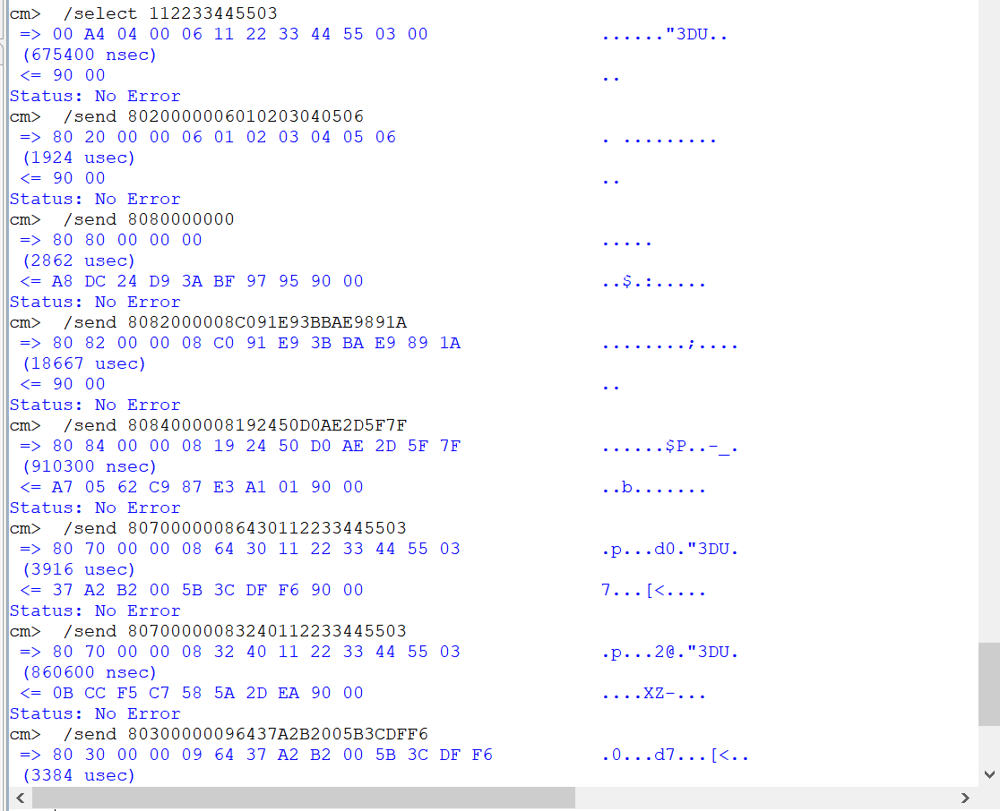 cm>  /select 112233445503
=> 00 A4 04 00 06 11 22 33 44 55 03 00 ......"3DU..
(675400 nsec)
<= 90 00 ..
Status: No Error
cm>  /send 8020000006010203040506
=> 80 20 00 00 06 01 02 03 04 05 06 . .........
(1924 usec)
<= 90 00 ..
Status: No Error
cm>  /send 8080000000
=> 80 80 00 00 00 .....
(2862 usec)
<= A8 DC 24 D9 3A BF 97 95 90 00 ..$.:.....
Status: No Error
cm>  /send 8082000008C091E93BBAE9891A
=> 80 82 00 00 08 C0 91 E9 3B BA E9 89 1A ........;....
(18667 usec)
<= 90 00 ..
Status: No Error
cm>  /send 8084000008192450D0AE2D5F7F
=> 80 84 00 00 08 19 24 50 D0 AE 2D 5F 7F ......$P..-_.
(910300 nsec)
<= A7 05 62 C9 87 E3 A1 01 90 00 ..b.......
Status: No Error
cm>  /send 80700000086430112233445503
=> 80 70 00 00 08 64 30 11 22 33 44 55 03 .p...d0."3DU.
(3916 usec)
<= 37 A2 B2 00 5B 3C DF F6 90 00 7...[<....
Status: No Error
cm>  /send 80700000083240112233445503
=> 80 70 00 00 08 32 40 11 22 33 44 55 03 .p...2@."3DU.
(860600 nsec)
<= 0B CC F5 C7 58 5A 2D EA 90 00 ....XZ-...
Status: No Error
cm>  /send 80300000096437A2B2005B3CDFF6
=> 80 30 00 00 09 64 37 A2 B2 00 5B 3C DF F6 .0...d7...[<..
(3384 usec)